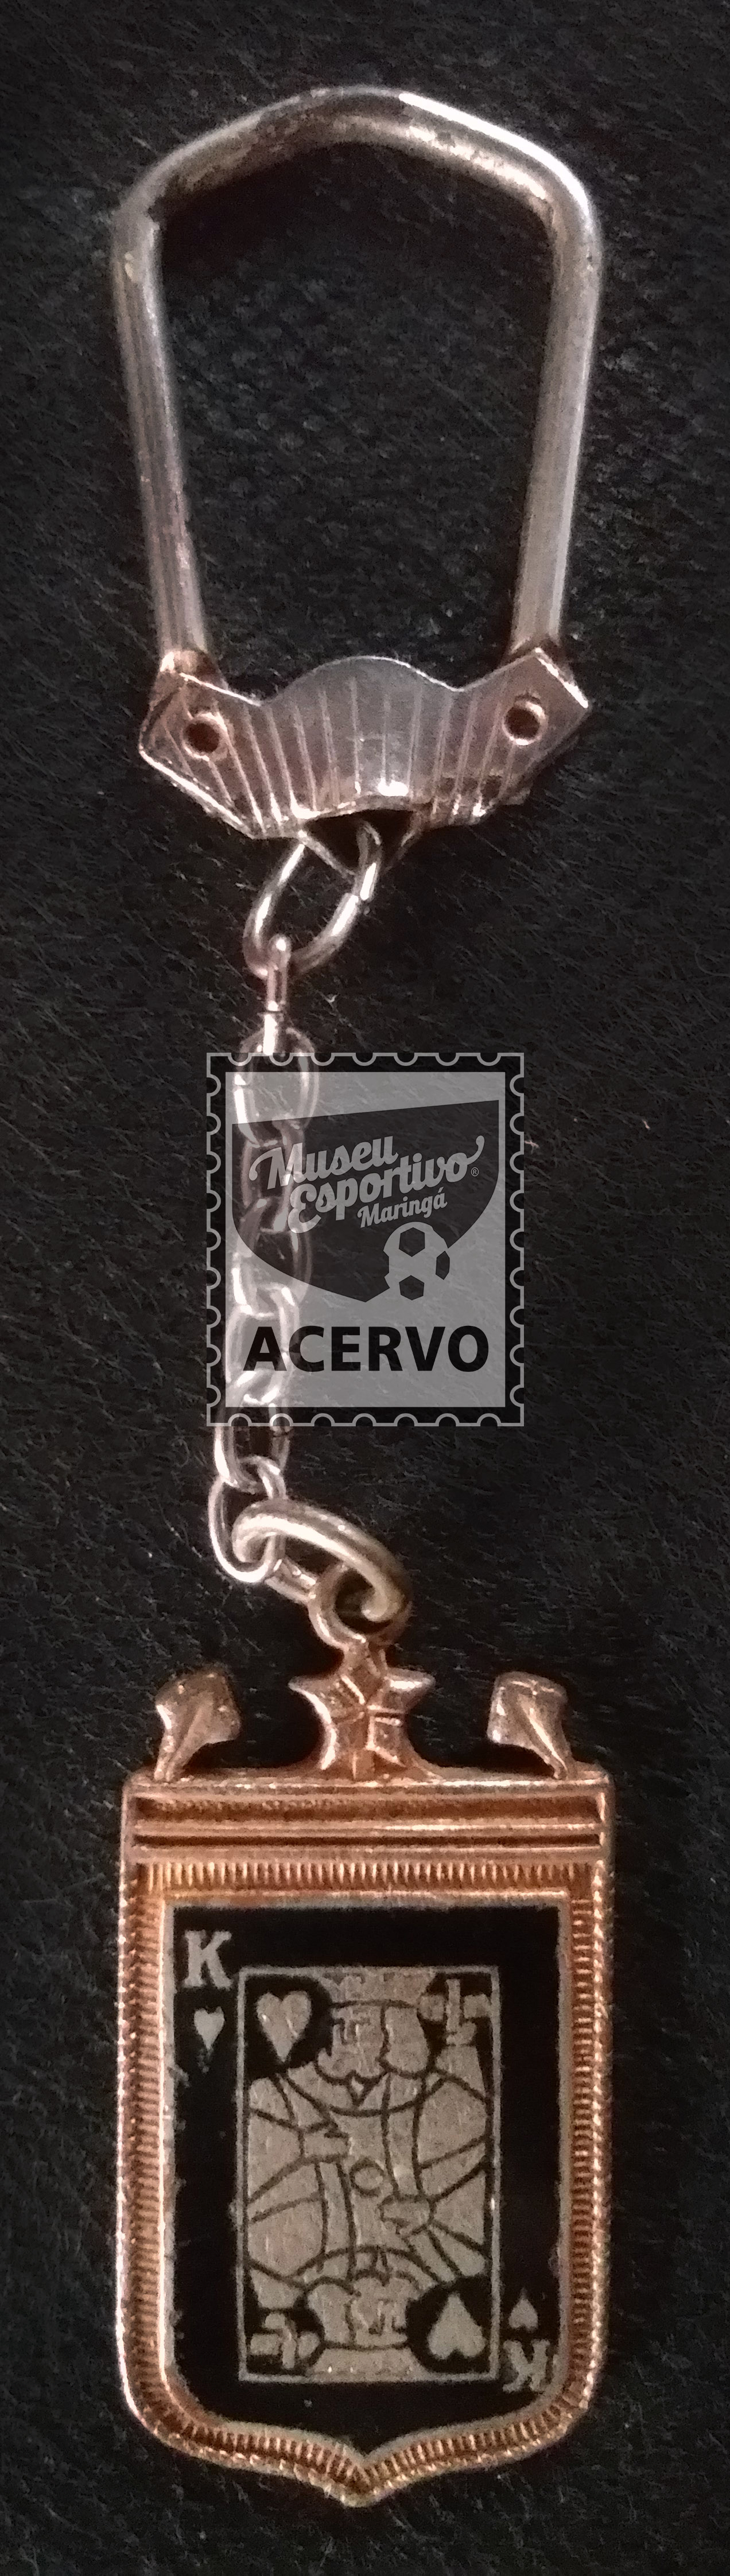 Museu
Esportivo®
Maringá
ACERVO
K
K